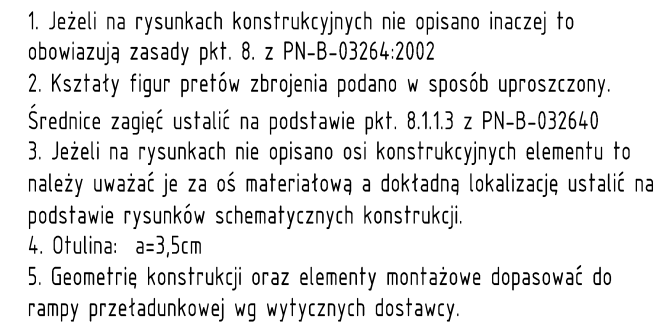 1. Jeżeli na rysunkach konstrukcyjnych nie opisano inaczej to
obowiazują zasady pkt. 8. z PN-B-03264:2002
2. Kształty figur pretów zbrojenia podano w sposób uproszczony.
Średnice zagięć ustalić na podstawie pkt. 8.1.1.3 z PN-B-032640
3. Jeżeli na rysunkach nie opisano osi konstrukcyjnych elementu to
należy uważać je za oś materiałową a dokładną lokalizację ustalić na
podstawie rysunków schematycznych konstrukcji.
4. Otulina: a=3,5cm
5. Geometrię konstrukcji oraz elementy montażowe dopasować do
rampy przeładunkowej wg wytycznych dostawcy.